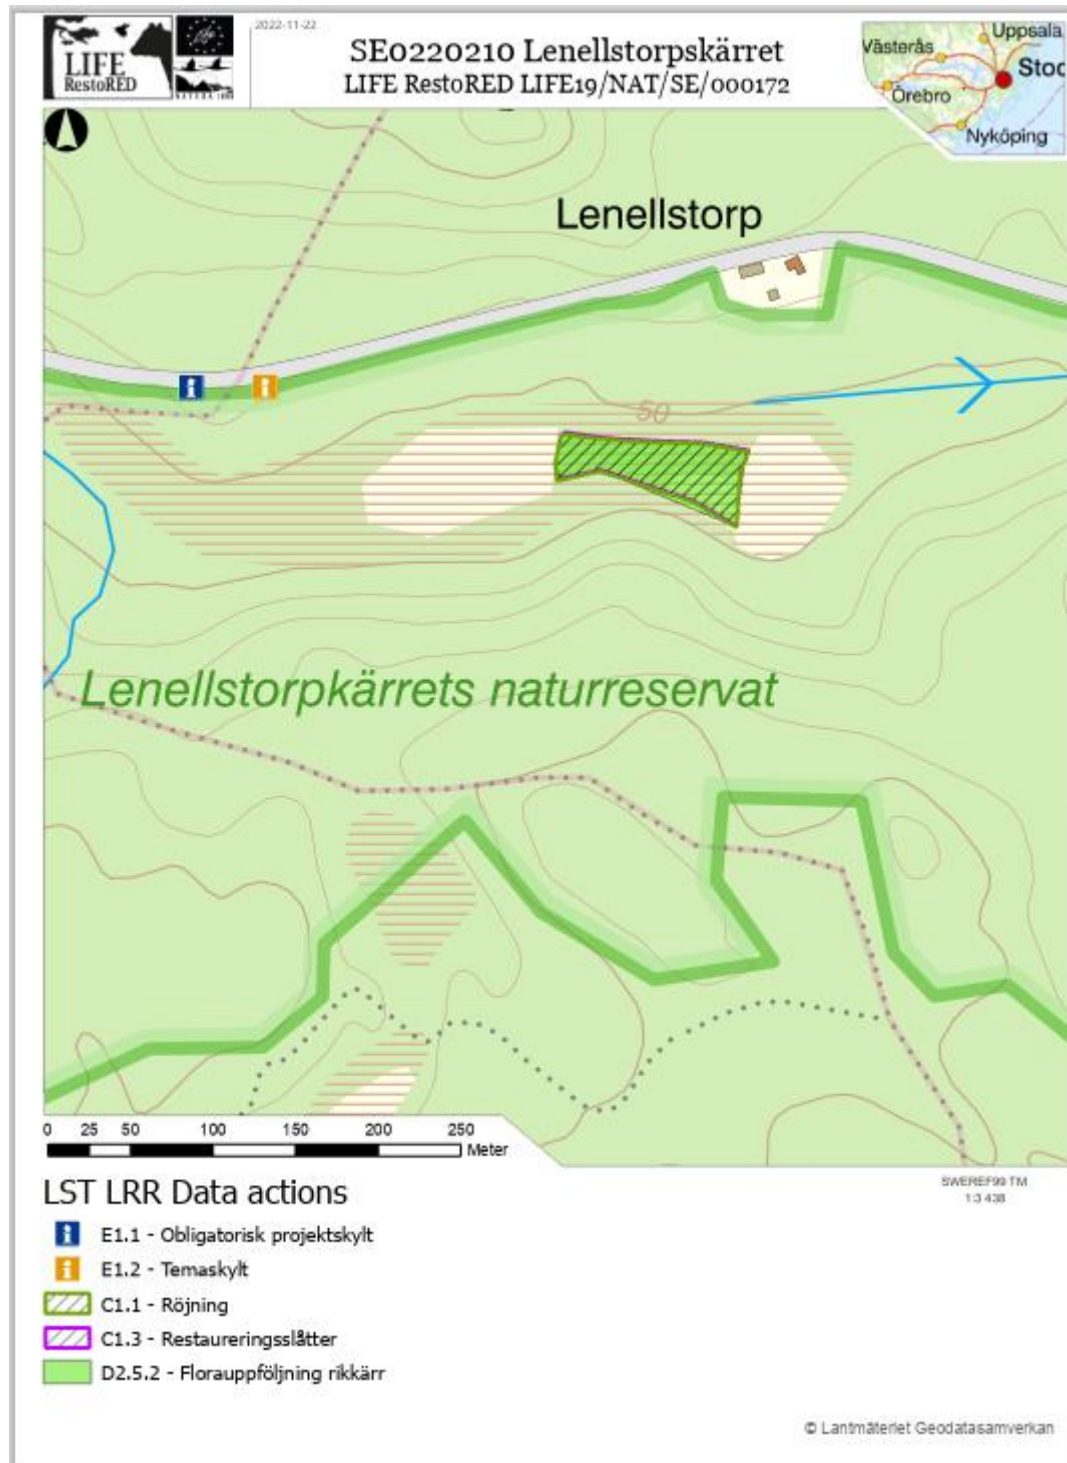 LIFE
RestoRED
NATURA 2000
2022-11-22
SE0220210 Lenellstorpskärret
LIFE RestoRED LIFE19/NAT/SE/000172
Uppsala
Västerås
Stoc
Örebro
Nyköping
Lenellstorp
50
Lenellstorpkärrets naturreservat
0 25 50 100 150 200 250
Meter
SWEREF99 TM
1:3 438
LST LRR Data actions
E1.1 - Obligatorisk projektskylt
E1.2 - Temaskylt
C1.1 - Röjning
C1.3 - Restaureringsslåtter
D2.5.2 - Florauppföljning rikkärr
© Lantmäteriet Geodatasamverkan